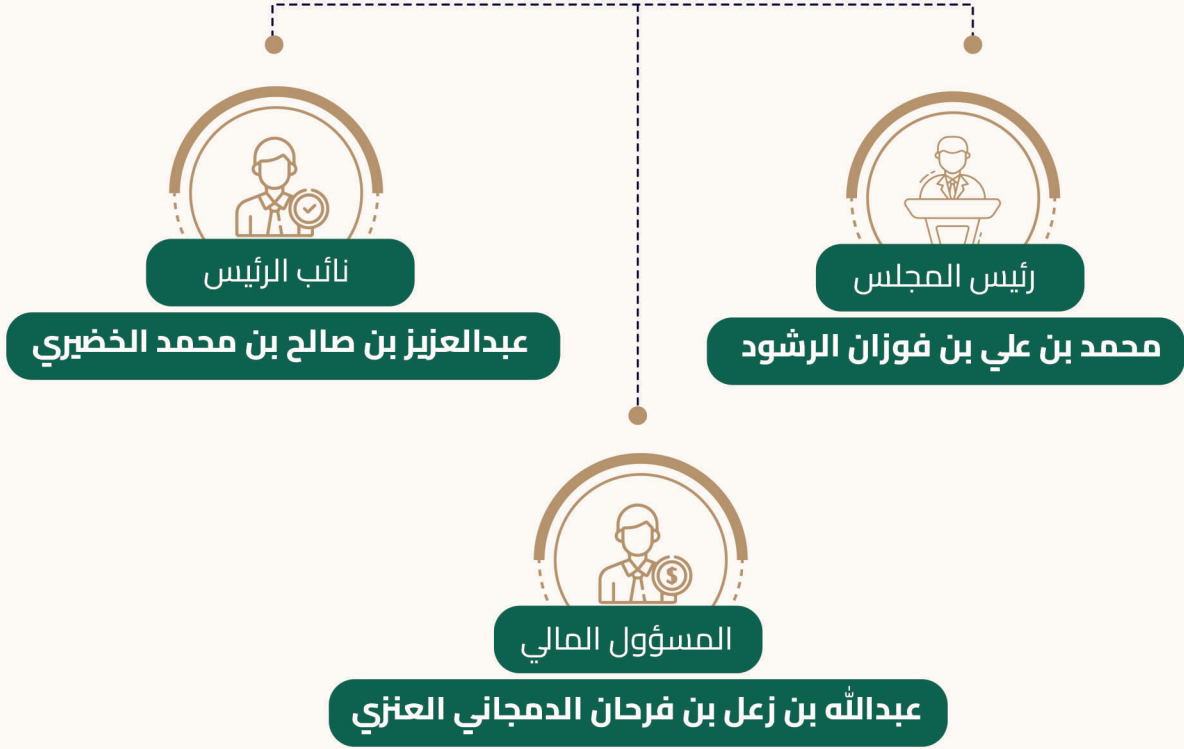 رئيس المجلس
محمد بن علي بن فوزان الرشود
نائب الرئيس
عبدالعزيز بن صالح بن محمد الخضيري
المسؤول المالي
عبدالله بن زعل بن فرحان الدمجاني العنزي